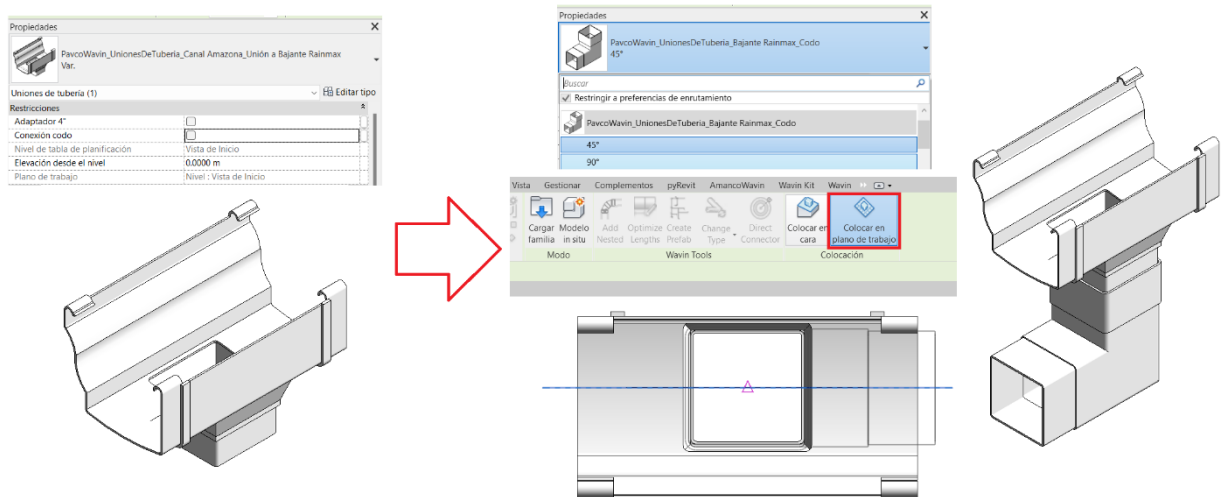 Propiedades
PavcoWavin_UnionesDeTuberia_Canal Amazona_Unión a Bajante Rainmax
Var.
Uniones de tubería (1)
Editar tipo
Restricciones
Adaptador 4"
Conexión codo
Nivel de tabla de planificación
Vista de Inicio
Elevación desde el nivel
0.0000 m
Plano de trabajo
Nivel : Vista de Inicio
Propiedades
PavcoWavin_UnionesDeTuberia_Bajante Rainmax_Codo
45°
Buscar
Restringir a preferencias de enrutamiento
PavcoWavin_UnionesDeTuberia_Bajante Rainmax_Codo
45°
90°
Vista Gestionar Complementos pyRevit AmancoWavin Wavin Kit Wavin
Cargar Modelo Add Optimize Create Change Direct Colocar en Colocar en
familia in situ Nested Lengths Prefab Type Connector cara plano de trabajo
Modo Wavin Tools Colocación